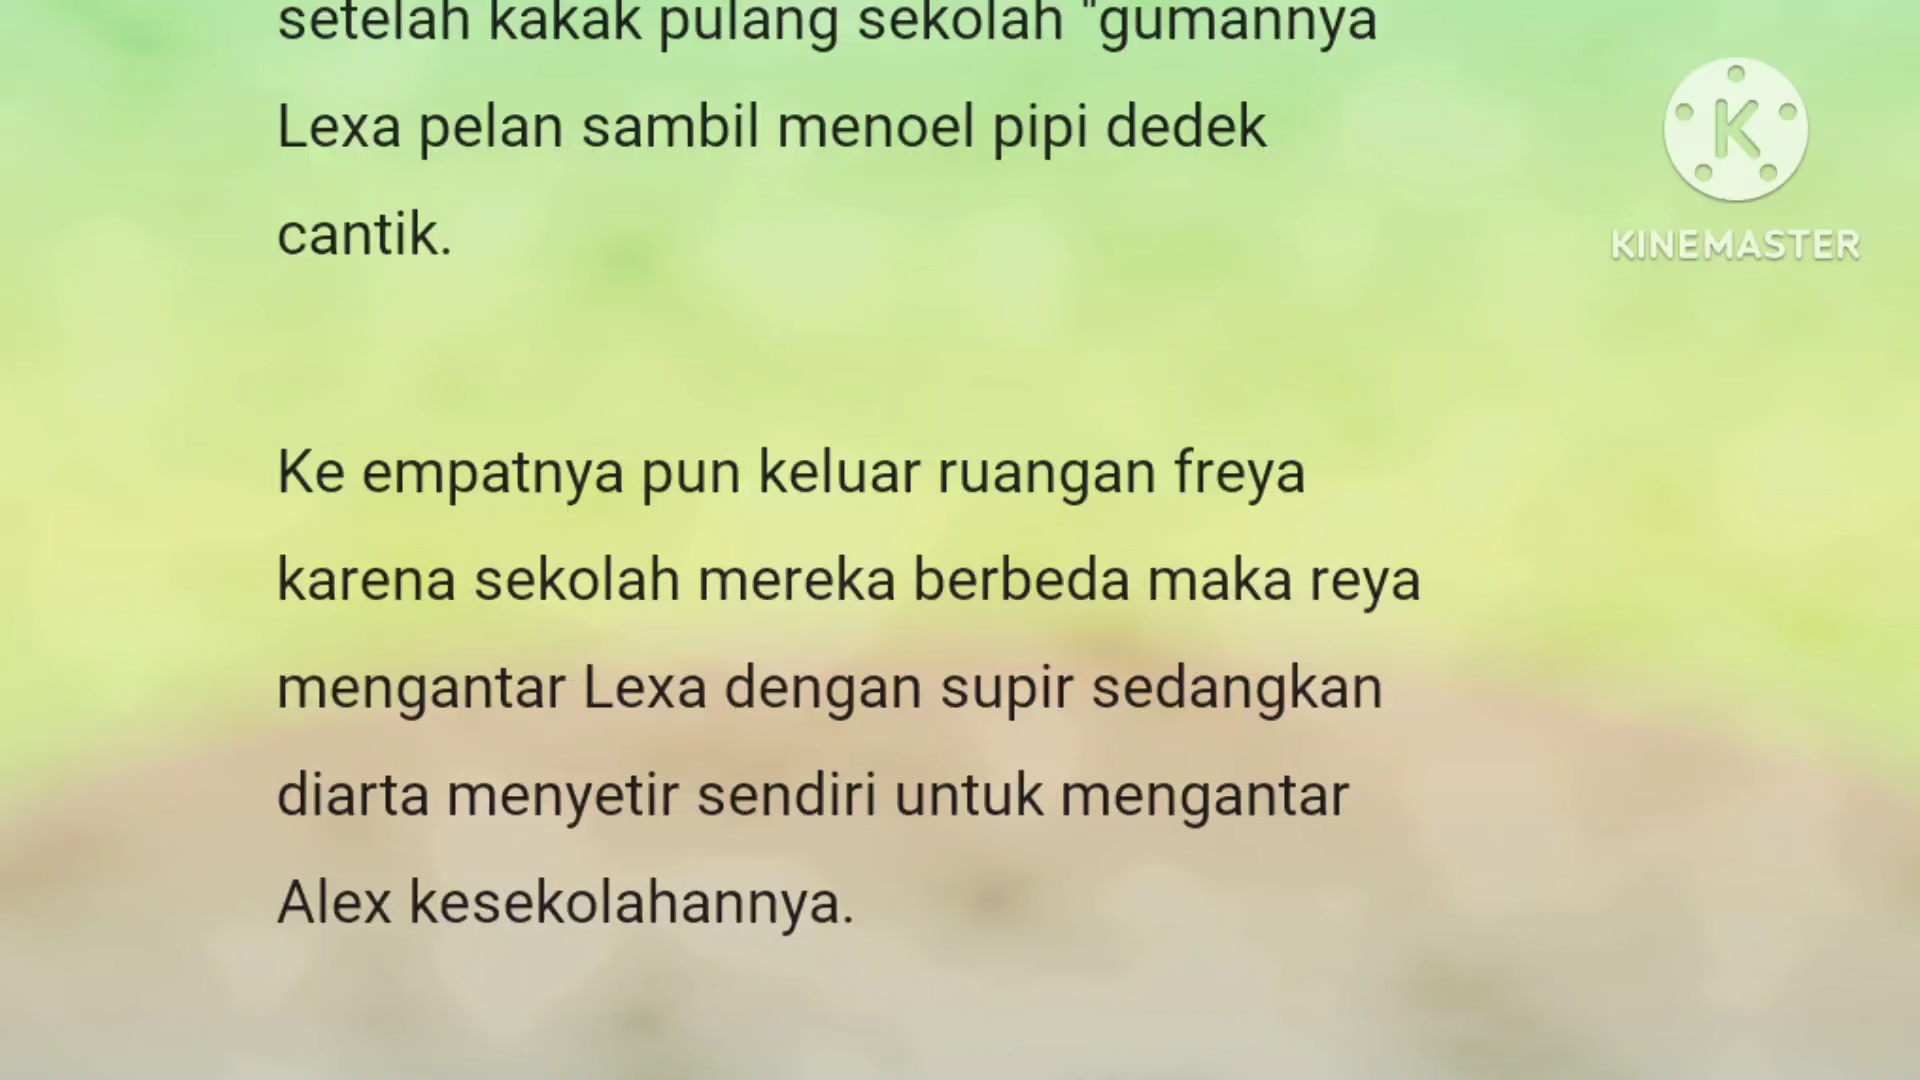 setelah kakak pulang sekolah "gumannya
Lexa pelan sambil menoel pipi dedek
cantik.
Ke empatnya pun keluar ruangan freya
karena sekolah mereka berbeda maka reya
mengantar Lexa dengan supir sedangkan
diarta menyetir sendiri untuk mengantar
Alex kesekolahannya.
K
KINEMASTER